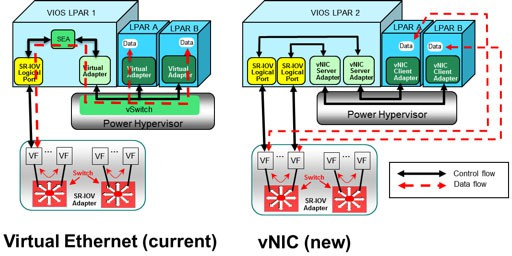 VIOS LPAR 1
SEA
SR-IOV
Logical
Port
Virtual
Adapter
LPAR A
Data
Virtual
Adapter
LPAR B
Data
Virtual
Adapter
vSwitch
Power Hypervisor
VF
...
VF
VF
...
VF
Switch
SR-IOV
Adapter
Virtual Ethernet (current)
VIOS LPAR 1
SR-IOV
Logical
Port
SR-IOV
Logical
Port
vNIC
Server
Adapter
vNIC
Server
Adapter
LPAR A
Data
vNIC
Client
Adapter
LPAR B
Data
vNIC
Client
Adapter
Power Hypervisor
VF
...
VF
VF
...
VF
Switch
SR-IOV
Adapter
vNIC (new)
Control flow
Data flow